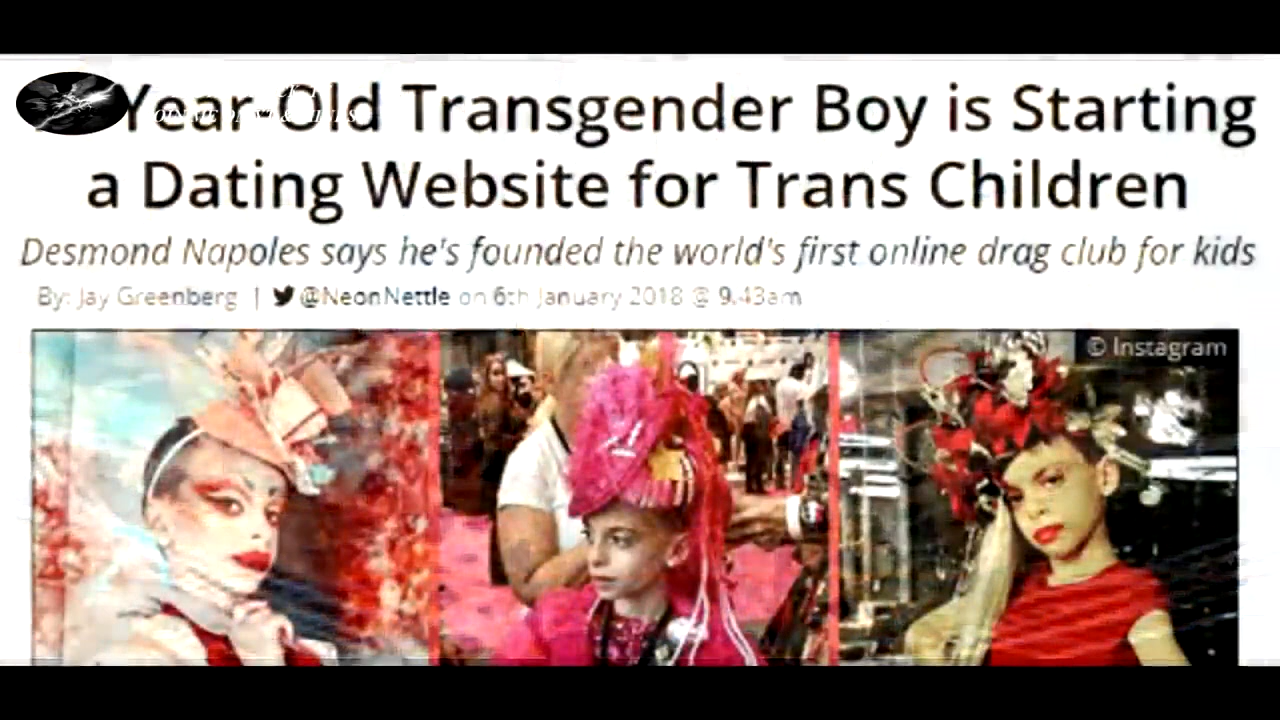 Year Old Transgender Boy is Starting
a Dating Website for Trans Children
Desmond Napoles says he's founded the world's first online drag club for kids
By: Jay Greenberg | @NeonNettle on 6th January 2018 @ 9.43am
© Instagram